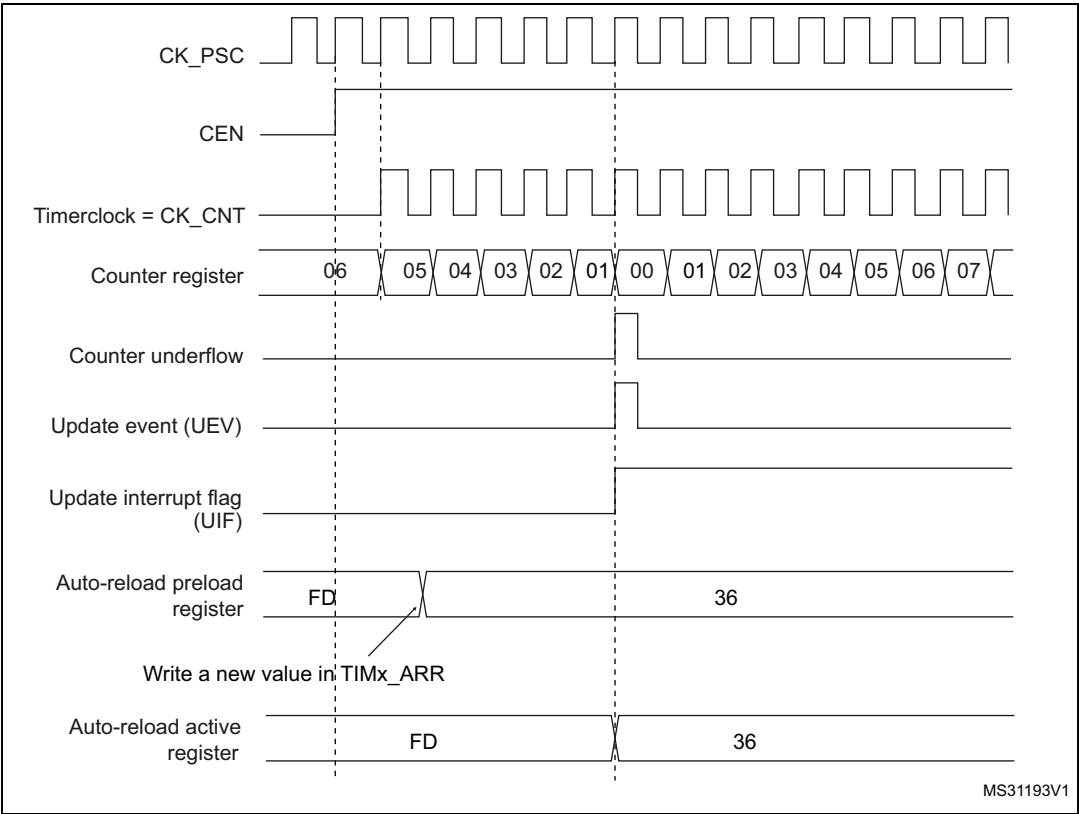 CK_PSC
CEN
Timerclock = CK_CNT
Counter register 06 05 04 03 02 01 00 01 02 03 04 05 06 07
Counter underflow
Update event (UEV)
Update interrupt flag
(UIF)
Auto-reload preload
register
FD 36
Write a new value in TIMx_ARR
Auto-reload active
register
FD 36
MS31193V1